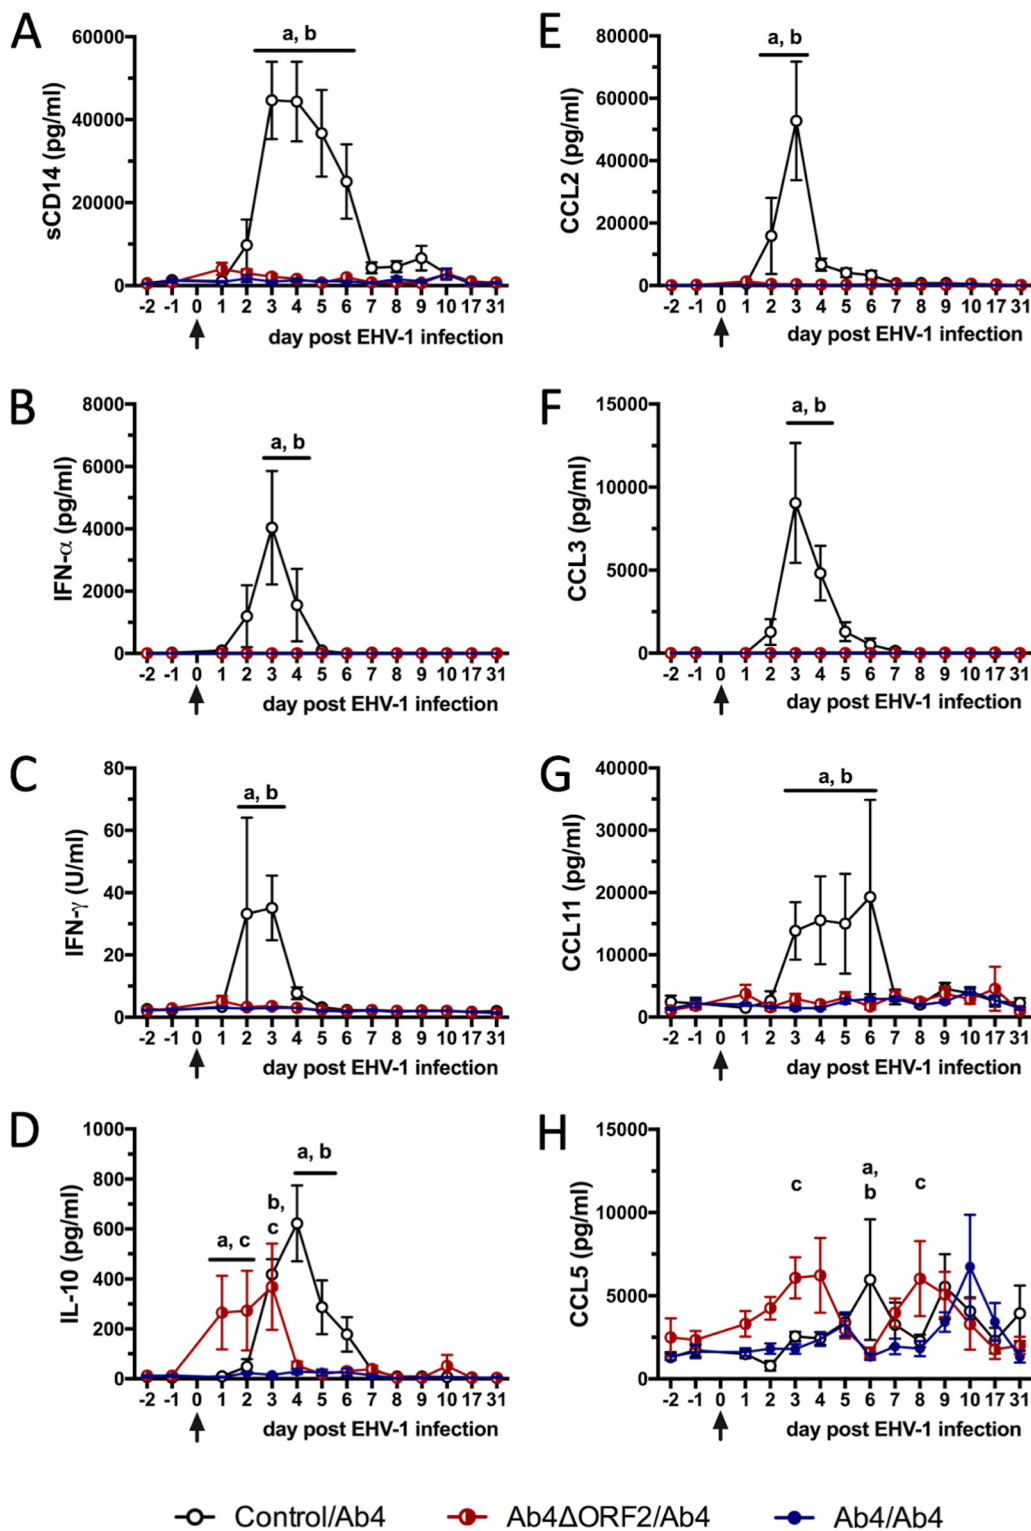 A
sCD14 (pg/ml)
60000
40000
20000
0
a, b
-2 -1 0 1 2 3 4 5 6 7 8 9 10 17 31
day post EHV-1 infection
E
CCL2 (pg/ml)
80000
60000
40000
20000
0
a, b
-2 -1 0 1 2 3 4 5 6 7 8 9 10 17 31
day post EHV-1 infection
B
IFN-α (pg/ml)
8000
6000
4000
2000
0
a, b
-2 -1 0 1 2 3 4 5 6 7 8 9 10 17 31
day post EHV-1 infection
F
CCL3 (pg/ml)
15000
10000
5000
0
a, b
-2 -1 0 1 2 3 4 5 6 7 8 9 10 17 31
day post EHV-1 infection
C
IFN-γ (U/ml)
80
60
40
20
0
a, b
-2 -1 0 1 2 3 4 5 6 7 8 9 10 17 31
day post EHV-1 infection
G
CCL11 (pg/ml)
40000
30000
20000
10000
0
a, b
-2 -1 0 1 2 3 4 5 6 7 8 9 10 17 31
day post EHV-1 infection
D
IL-10 (pg/ml)
1000
800
600
400
200
0
a, c
b,
c
a, b
-2 -1 0 1 2 3 4 5 6 7 8 9 10 17 31
day post EHV-1 infection
H
CCL5 (pg/ml)
15000
10000
5000
0
c
a,
b
c
-2 -1 0 1 2 3 4 5 6 7 8 9 10 17 31
day post EHV-1 infection
Control/Ab4 Ab4ΔORF2/Ab4 Ab4/Ab4